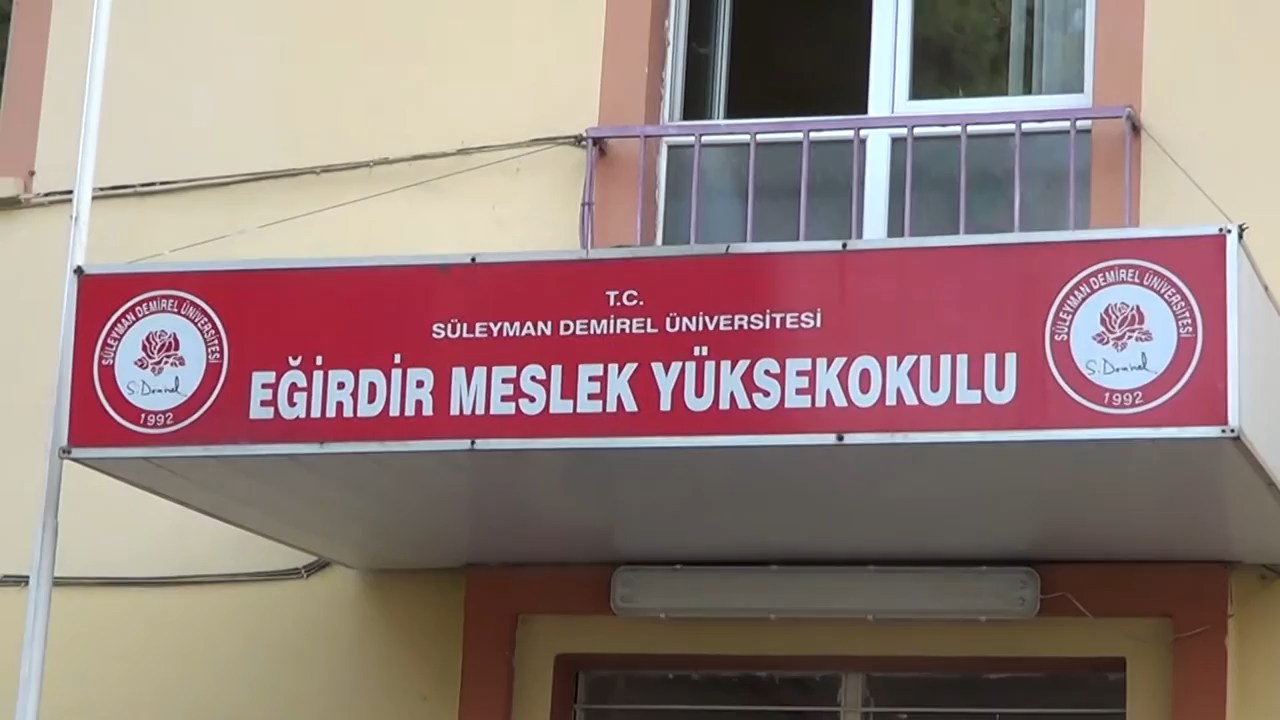 T.C.
SÜLEYMAN DEMİREL ÜNİVERSİTESİ
EĞİRDİR MESLEK YÜKSEKOKULU
SÜLEYMAN DEMİREL ÜNİVERSİTESİ
S. Demirel
1992
SÜLEYMAN DEMİREL ÜNİVERSİTESİ
S. Demirel
1992